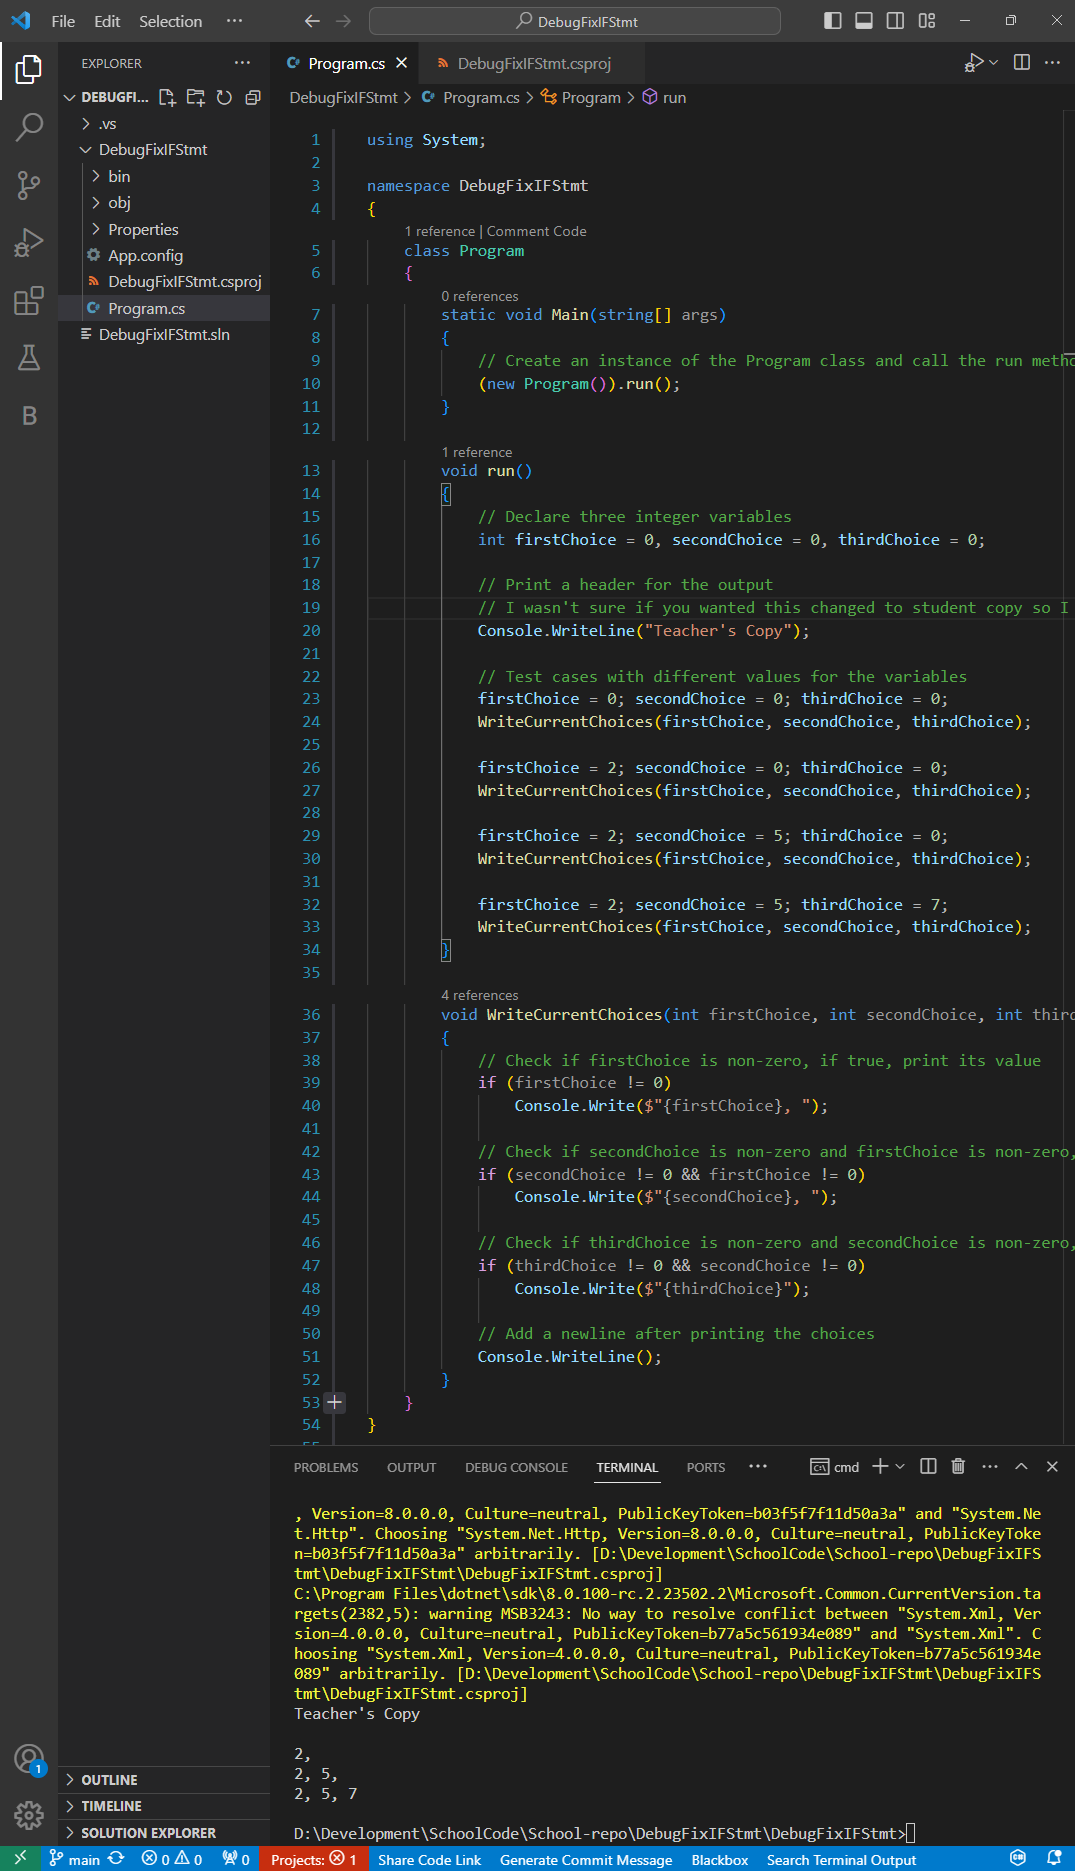 File Edit Selection ··· DebugFixIFStmt
EXPLORER ···
Program.cs DebugFixIFStmt.csproj ···
DEBUGFI...
DebugFixIFStmt > Program.cs > Program > run
.vs
DebugFixIFStmt
bin
obj
Properties
App.config
DebugFixIFStmt.csproj
Program.cs
DebugFixIFStmt.sln
B
1 using System;
2
3 namespace DebugFixIFStmt
4 {
1 reference | Comment Code
5 class Program
6 {
0 references
7 static void Main(string[] args)
8 {
9 // Create an instance of the Program class and call the run metho
10 (new Program()).run();
11 }
12
1 reference
13 void run()
14 {
15 // Declare three integer variables
16 int firstChoice = 0, secondChoice = 0, thirdChoice = 0;
17
18 // Print a header for the output
19 // I wasn't sure if you wanted this changed to student copy so I
20 Console.WriteLine("Teacher's Copy");
21
22 // Test cases with different values for the variables
23 firstChoice = 0; secondChoice = 0; thirdChoice = 0;
24 WriteCurrentChoices(firstChoice, secondChoice, thirdChoice);
25
26 firstChoice = 2; secondChoice = 0; thirdChoice = 0;
27 WriteCurrentChoices(firstChoice, secondChoice, thirdChoice);
28
29 firstChoice = 2; secondChoice = 5; thirdChoice = 0;
30 WriteCurrentChoices(firstChoice, secondChoice, thirdChoice);
31
32 firstChoice = 2; secondChoice = 5; thirdChoice = 7;
33 WriteCurrentChoices(firstChoice, secondChoice, thirdChoice);
34 }
35
4 references
36 void WriteCurrentChoices(int firstChoice, int secondChoice, int third
37 {
38 // Check if firstChoice is non-zero, if true, print its value
39 if (firstChoice != 0)
40 Console.Write($"{firstChoice}, ");
41
42 // Check if secondChoice is non-zero and firstChoice is non-zero,
43 if (secondChoice != 0 && firstChoice != 0)
44 Console.Write($"{secondChoice}, ");
45
46 // Check if thirdChoice is non-zero and secondChoice is non-zero,
47 if (thirdChoice != 0 && secondChoice != 0)
48 Console.Write($"{thirdChoice}");
49
50 // Add a newline after printing the choices
51 Console.WriteLine();
52 }
53 }
54 }
PROBLEMS OUTPUT DEBUG CONSOLE TERMINAL PORTS ··· cmd ···
, Version=8.0.0.0, Culture=neutral, PublicKeyToken=b03f5f7f11d50a3a" and "System.Ne
t.Http". Choosing "System.Net.Http, Version=8.0.0.0, Culture=neutral, PublicKeyToke
n=b03f5f7f11d50a3a" arbitrarily. [D:\Development\SchoolCode\School-repo\DebugFixIFS
tmt\DebugFixIFStmt\DebugFixIFStmt.csproj]
C:\Program Files\dotnet\sdk\8.0.100-rc.2.23502.2\Microsoft.Common.CurrentVersion.ta
rgets(2382,5): warning MSB3243: No way to resolve conflict between "System.Xml, Ver
sion=4.0.0.0, Culture=neutral, PublicKeyToken=b77a5c561934e089" and "System.Xml". C
hoosing "System.Xml, Version=4.0.0.0, Culture=neutral, PublicKeyToken=b77a5c561934e
089" arbitrarily. [D:\Development\SchoolCode\School-repo\DebugFixIFStmt\DebugFixIFS
tmt\DebugFixIFStmt.csproj]
Teacher's Copy
2,
2, 5,
2, 5, 7
D:\Development\SchoolCode\School-repo\DebugFixIFStmt\DebugFixIFStmt>
1
OUTLINE
TIMELINE
SOLUTION EXPLORER
main 0 0 0 Projects: 1 Share Code Link Generate Commit Message Blackbox Search Terminal Output